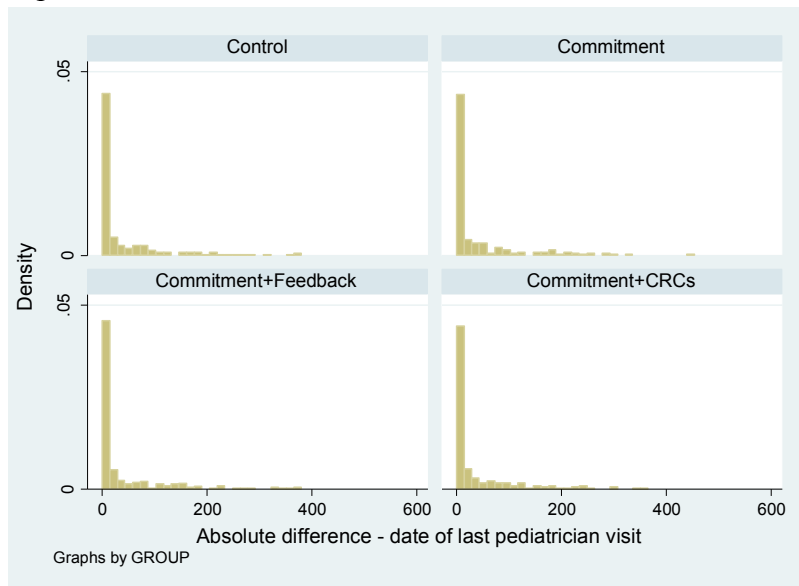 Control
Commitment
.05
0
Commitment+Feedback
Commitment+CRCs
.05
0
Density
0 200 400 600
0 200 400 600
Absolute difference - date of last pediatrician visit
Graphs by GROUP